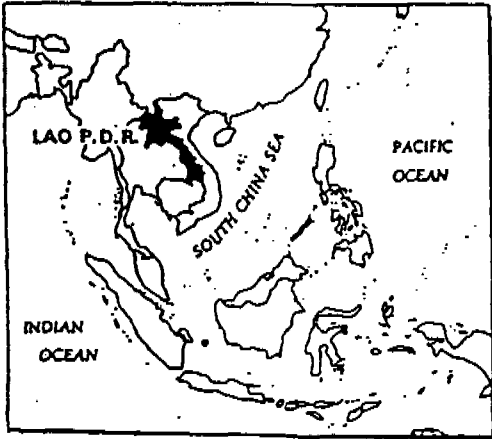 LAO P.D.R.
PACIFIC
OCEAN
SOUTH CHINA SEA
INDIAN
OCEAN